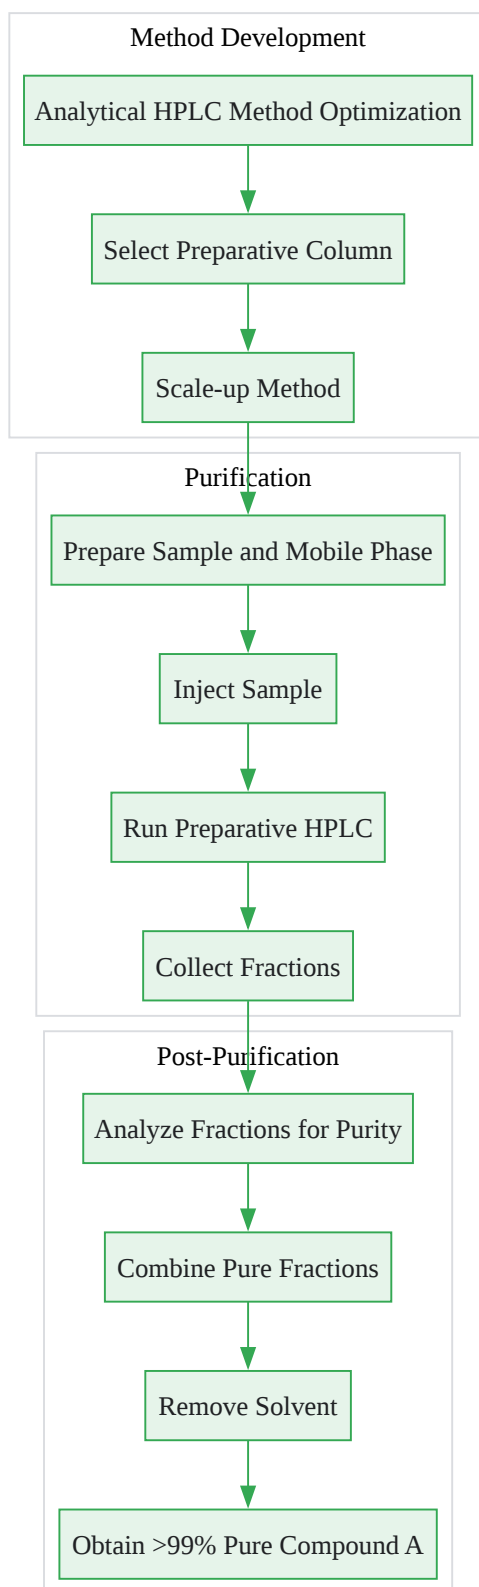 Method Development
Analytical HPLC Method Optimization
Select Preparative Column
Scale-up Method
Purification
Prepare Sample and Mobile Phase
Inject Sample
Run Preparative HPLC
Collect Fractions
Post-Purification
Analyze Fractions for Purity
Combine Pure Fractions
Remove Solvent
Obtain >99% Pure Compound A